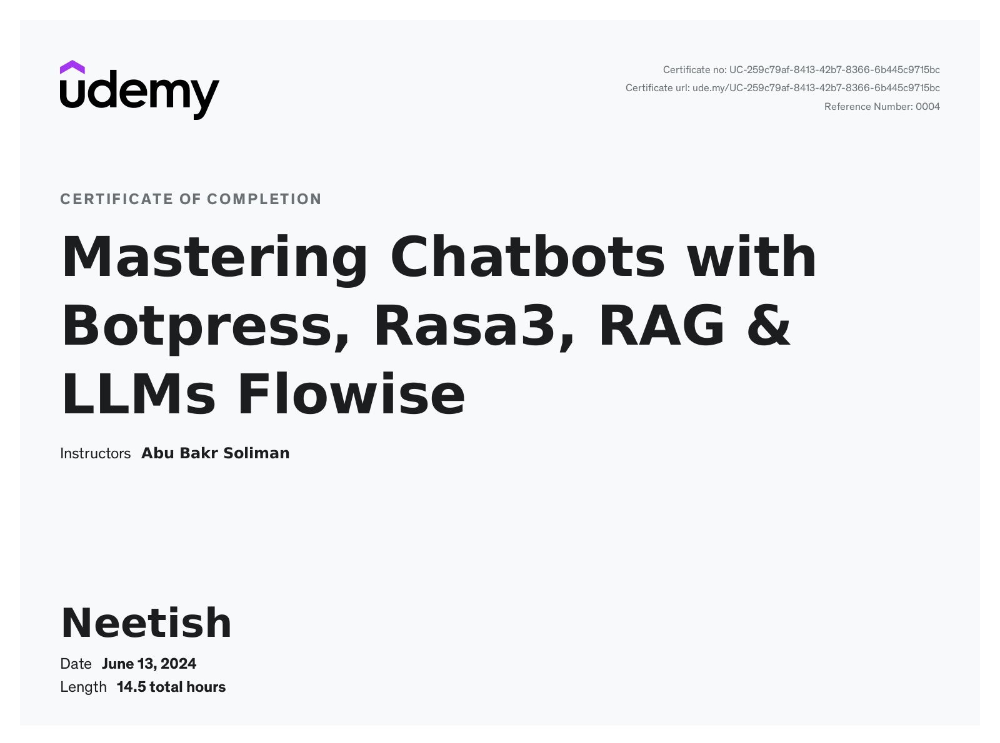 udemy
Certificate no: UC-259c79af-8413-42b7-8366-6b445c9715bc
Certificate url: ude.my/UC-259c79af-8413-42b7-8366-6b445c9715bc
Reference Number: 0004
CERTIFICATE OF COMPLETION
Mastering Chatbots with
Botpress, Rasa3, RAG &
LLMs Flowise
Instructors Abu Bakr Soliman
Neetish
Date June 13, 2024
Length 14.5 total hours